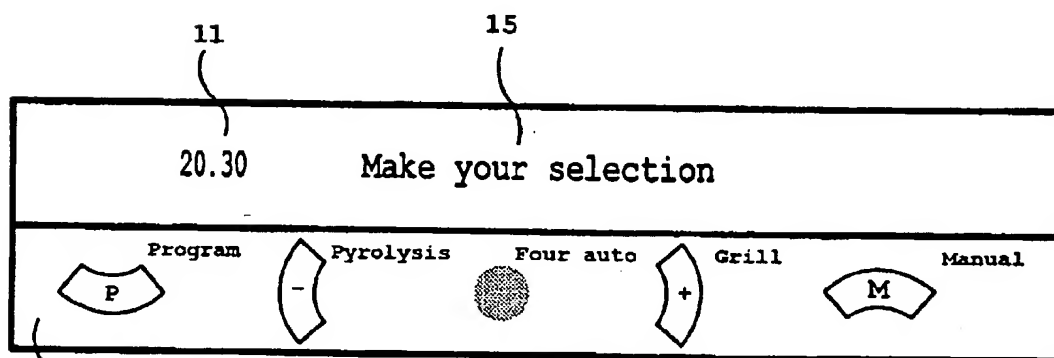 11 15
20.30 Make your selection
Program Pyrolysis Four auto Grill Manual
P - + M